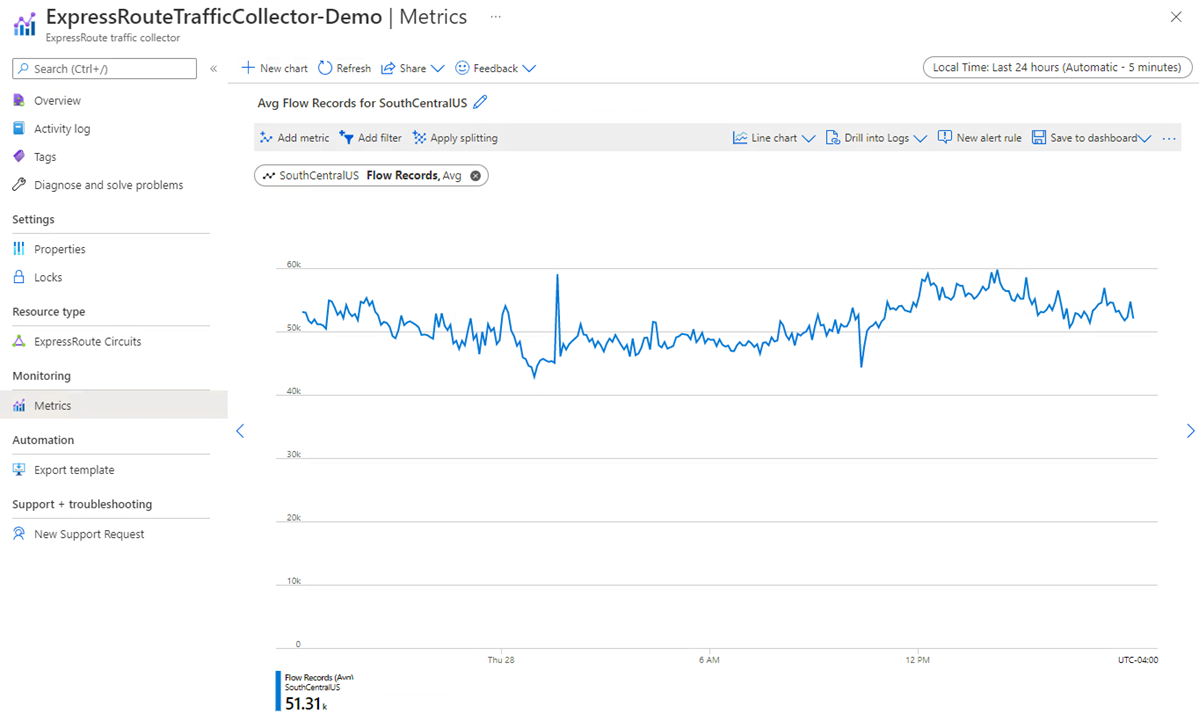 ExpressRouteTrafficCollector-Demo | Metrics ...
ExpressRoute traffic collector
Search (Ctrl+/)
«
Overview
Activity log
Tags
Diagnose and solve problems
Settings
Properties
Locks
Resource type
ExpressRoute Circuits
Monitoring
Metrics
Automation
Export template
Support + troubleshooting
New Support Request
New chart Refresh Share Feedback
Local Time: Last 24 hours (Automatic - 5 minutes)
Avg Flow Records for SouthCentralUS
Add metric Add filter Apply splitting Line chart Drill into Logs New alert rule Save to dashboard ...
SouthCentralUS Flow Records, Avg
60k
50k
40k
30k
20k
10k
0
Thu 28 6 AM 12 PM UTC-04:00
Flow Records (Avg)
SouthCentralUS
51.31 k